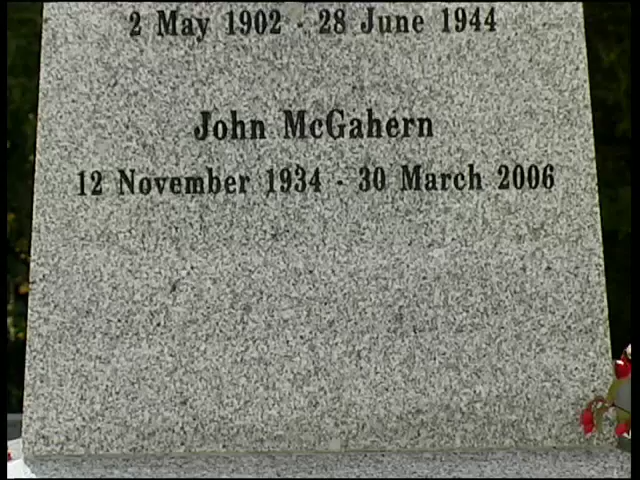 2 May 1902 - 28 June 1944
John McGahern
12 November 1934 - 30 March 2006